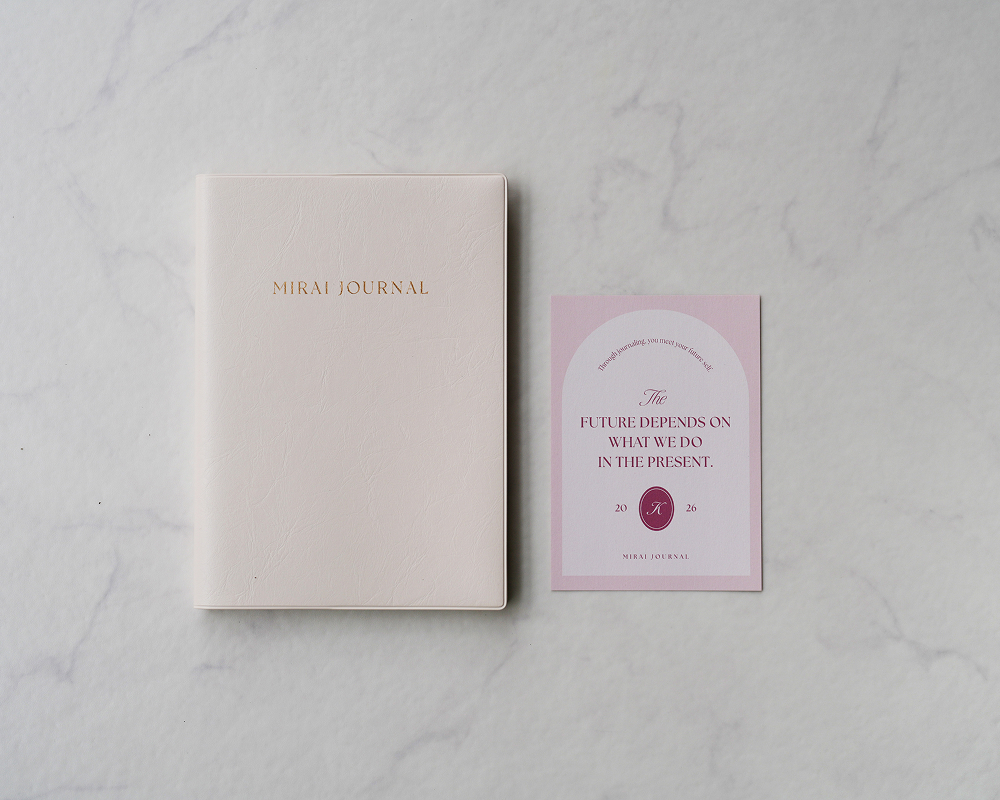 MIRAI JOURNAL
Through journaling, you meet your future self.
The
FUTURE DEPENDS ON
WHAT WE DO
IN THE PRESENT.
20 K 26
MIRAI JOURNAL